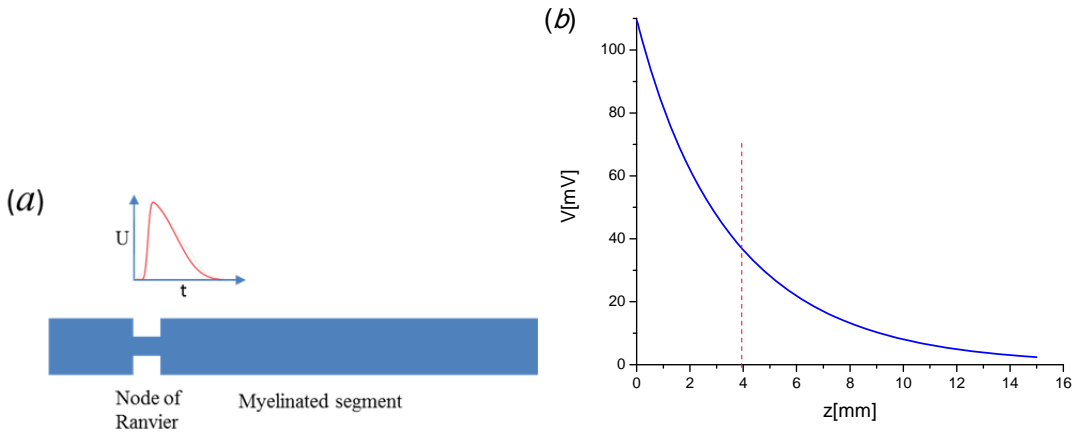 (a)
U
t
Node of
Ranvier
Myelinated segment
(b)
V[mV]
100
80
60
40
20
0
0 2 4 6 8 10 12 14 16
z[mm]